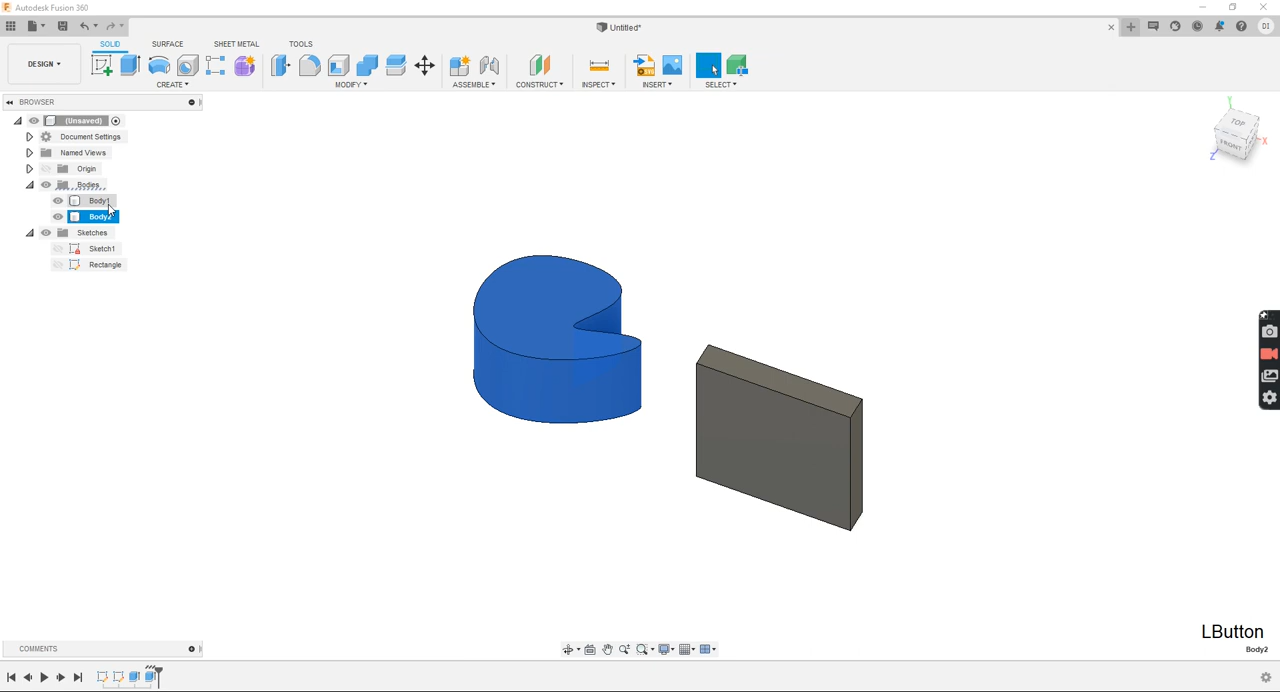 Autodesk Fusion 360
Untitled*
DI
DESIGN
SOLID SURFACE SHEET METAL TOOLS
CREATE MODIFY ASSEMBLE CONSTRUCT INSPECT INSERT SELECT
BROWSER
(Unsaved)
Document Settings
Named Views
Origin
Bodies
Body1
Body2
Sketches
Sketch1
Rectangle
Y
TOP
FRONT
X
Z
LButton
Body2
COMMENTS